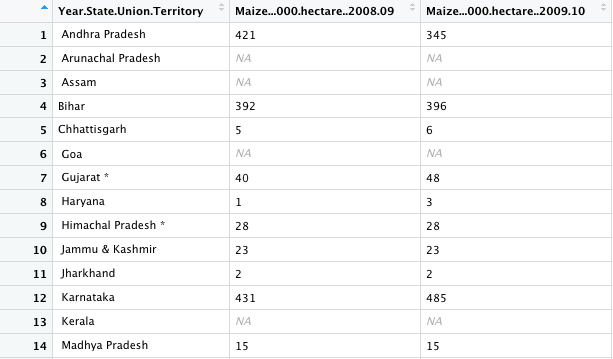 Year.State.Union.Territory Maize...000.hectare..2008.09 Maize...000.hectare..2009.10
1 Andhra Pradesh 421 345
2 Arunachal Pradesh NA NA
3 Assam NA NA
4 Bihar 392 396
5 Chhattisgarh 5 6
6 Goa NA NA
7 Gujarat * 40 48
8 Haryana 1 3
9 Himachal Pradesh * 28 28
10 Jammu & Kashmir 23 23
11 Jharkhand 2 2
12 Karnataka 431 485
13 Kerala NA NA
14 Madhya Pradesh 15 15